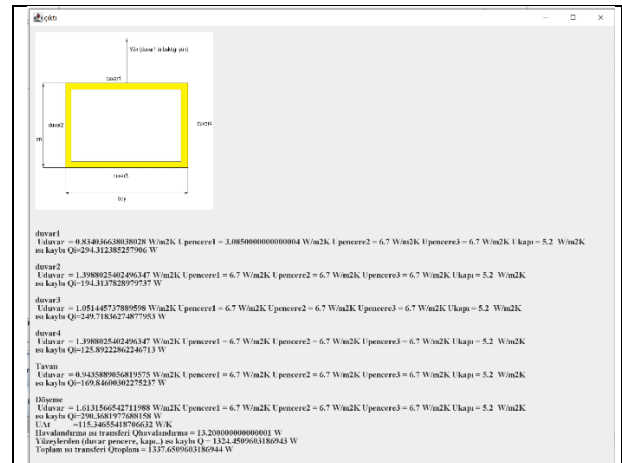 çıktı
Yön (duvar1 in baktığı yön)
duvar1
duvar2
duvar4
en
duvar3
boy
duvar1
Uduvar = 0.834036638038028 W/m2K Upencere1 = 3.0850000000000004 W/m2K Upencere2 = 6.7 W/m2K Upencere3 = 6.7 W/m2K Ukapı = 5.2 W/m2K
ısı kaybı Qi=294.312385257906 W
duvar2
Uduvar = 1.3988025402496347 W/m2K Upencere1 = 6.7 W/m2K Upencere2 = 6.7 W/m2K Upencere3 = 6.7 W/m2K Ukapı = 5.2 W/m2K
ısı kaybı Qi=194.3137828979737 W
duvar3
Uduvar = 1.051445737889598 W/m2K Upencere1 = 6.7 W/m2K Upencere2 = 6.7 W/m2K Upencere3 = 6.7 W/m2K Ukapı = 5.2 W/m2K
ısı kaybı Qi=249.71836274877953 W
duvar4
Uduvar = 1.3988025402496347 W/m2K Upencere1 = 6.7 W/m2K Upencere2 = 6.7 W/m2K Upencere3 = 6.7 W/m2K Ukapı = 5.2 W/m2K
ısı kaybı Qi=125.89222862246713 W
Tavan
Uduvar = 0.9435889056819575 W/m2K Upencere1 = 6.7 W/m2K Upencere2 = 6.7 W/m2K Upencere3 = 6.7 W/m2K Ukapı = 5.2 W/m2K
ısı kaybı Qi=169.84600302275237 W
Döşeme
Uduvar = 1.6131566542711988 W/m2K Upencere1 = 6.7 W/m2K Upencere2 = 6.7 W/m2K Upencere3 = 6.7 W/m2K Ukapı = 5.2 W/m2K
ısı kaybı Qi=290.3681977688158 W
UAt =115.34655418706632 W/K
Havalandırma ısı transferi Qhavalandırma = 13.200000000000001 W
Yüzeylerden (duvar pencere, kapı..) ısı kaybı Q = 1324.4509603186943 W
Toplam ısı transferi Qtoplam = 1337.6509603186944 W